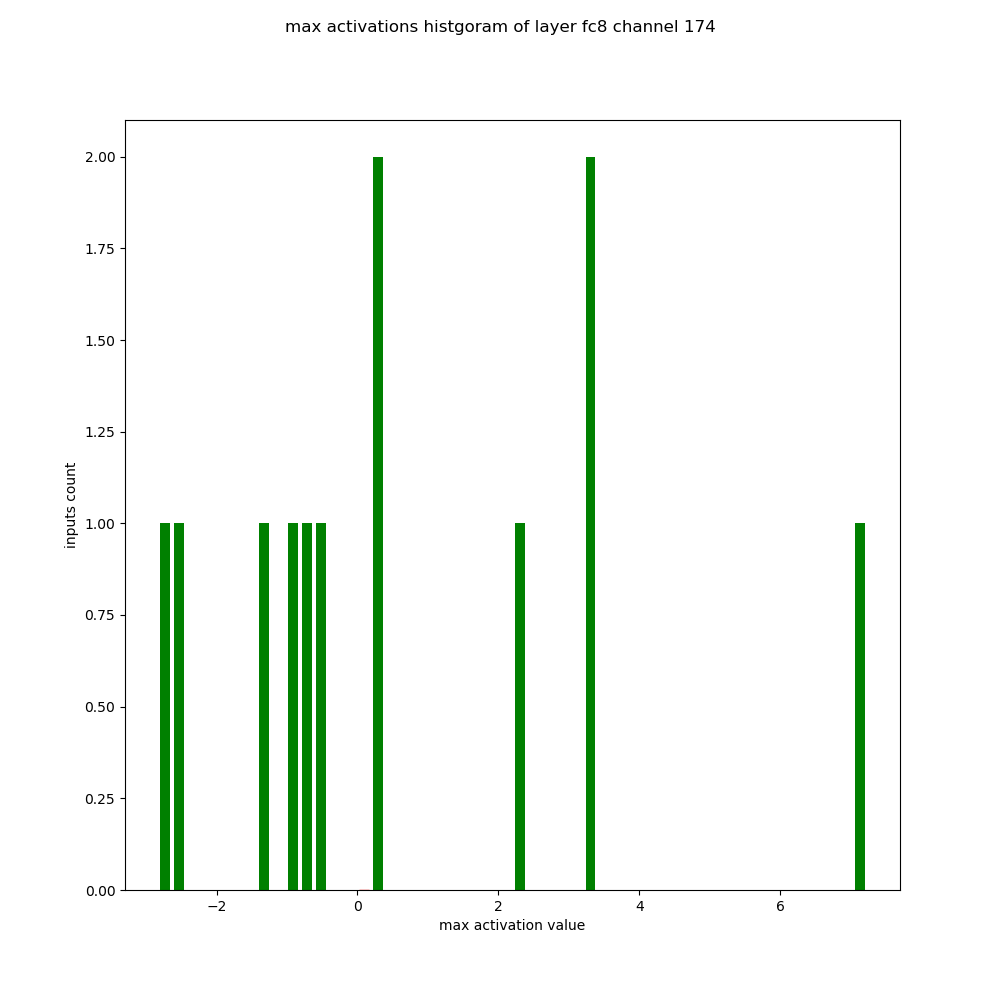 max activations histgoram of layer fc8 channel 174
2.00
1.75
1.50
1.25
1.00
0.75
0.50
0.25
0.00
inputs count
−2 0 2 4 6
max activation value